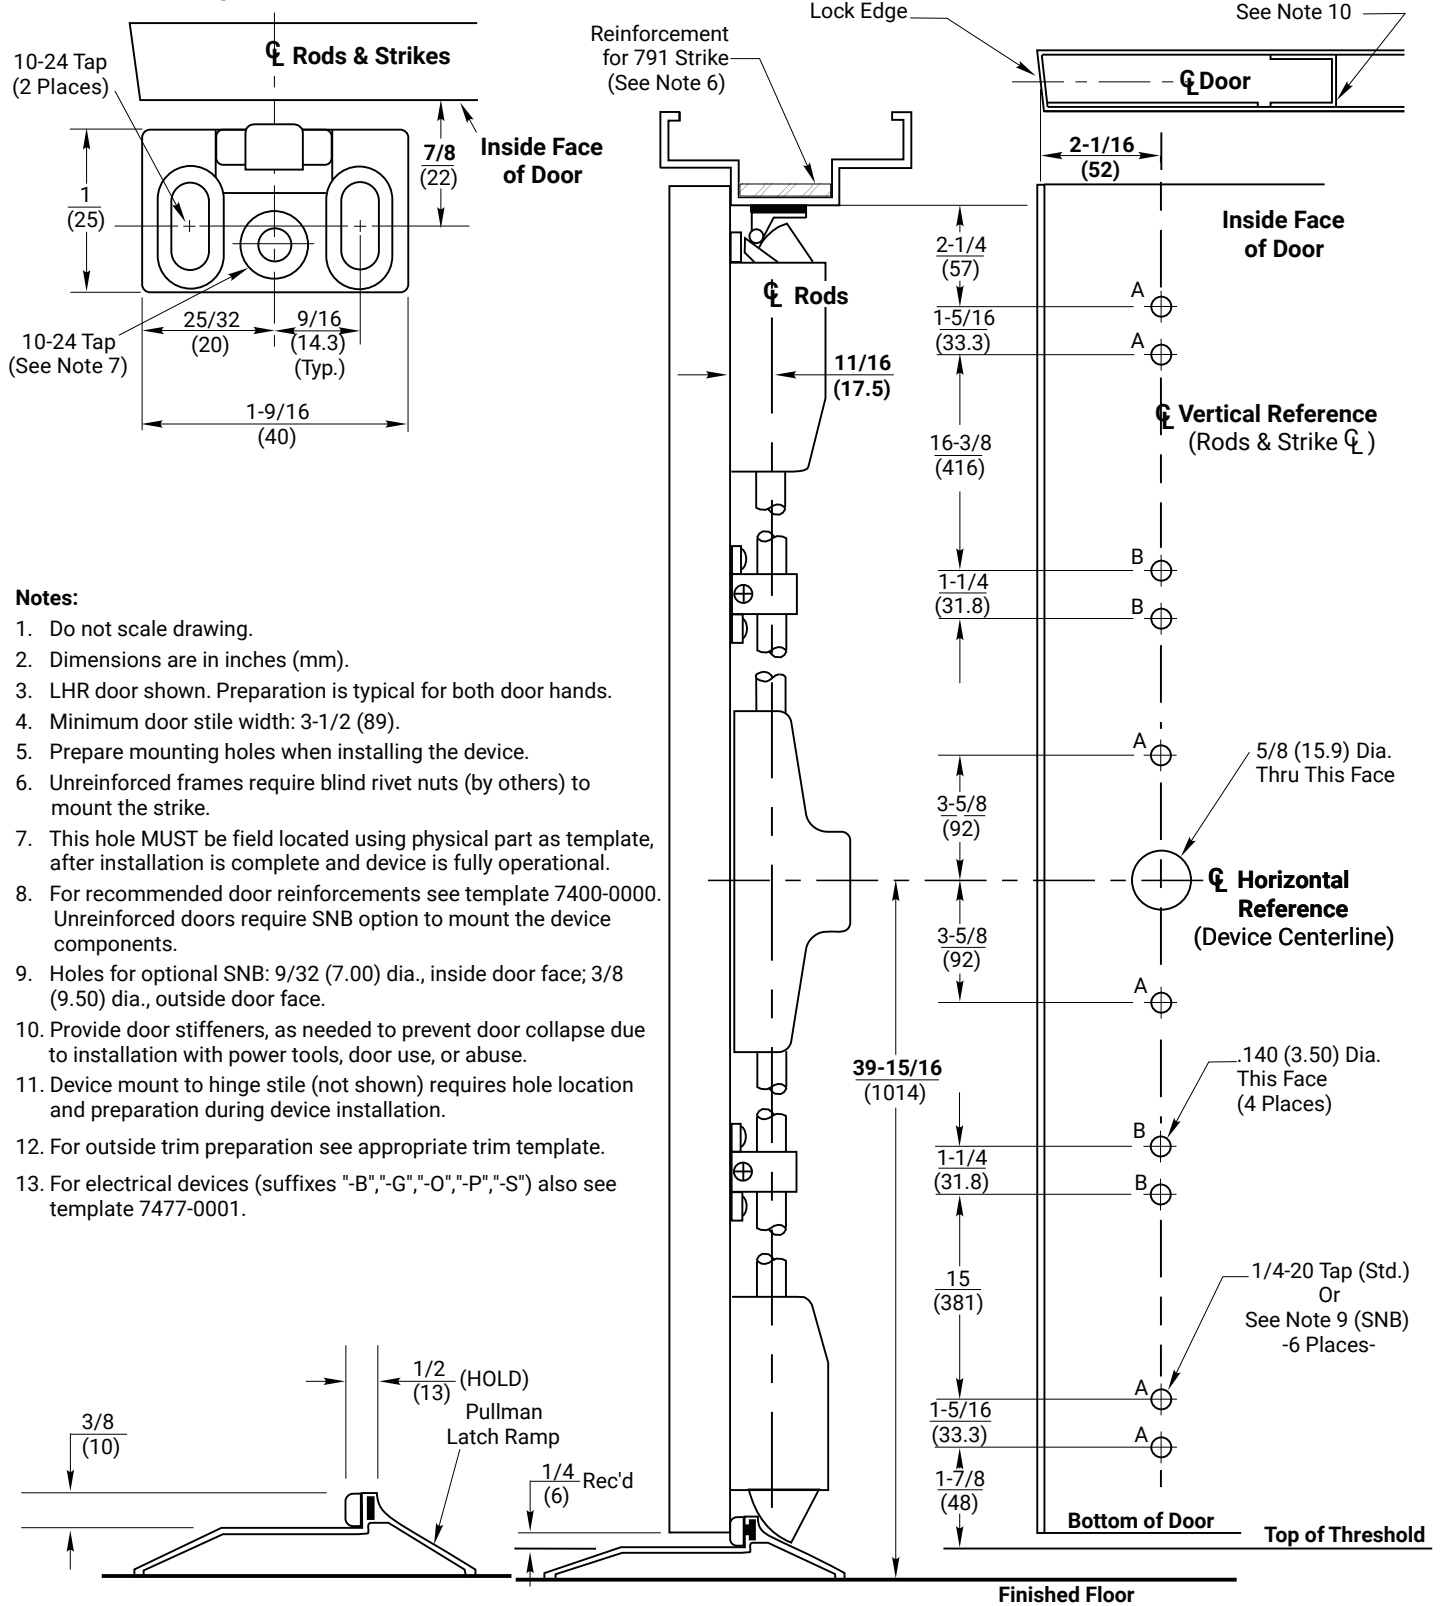 Lock Edge
See Note 10
℄ Rods & Strikes
10-24 Tap
(2 Places)
Reinforcement
for 791 Strike
(See Note 6)
℄ Door
7/8
(22)
Inside Face
of Door
1
(25)
2-1/16
(52)
Inside Face
of Door
2-1/4
(57)
℄ Rods
A
1-5/16
(33.3)
A
25/32
(20)
9/16
(14.3)
(Typ.)
10-24 Tap
(See Note 7)
11/16
(17.5)
1-9/16
(40)
℄ Vertical Reference
(Rods & Strike ℄ )
16-3/8
(416)
B
1-1/4
(31.8)
B
Notes:
1. Do not scale drawing.
2. Dimensions are in inches (mm).
3. LHR door shown. Preparation is typical for both door hands.
4. Minimum door stile width: 3-1/2 (89).
5. Prepare mounting holes when installing the device.
6. Unreinforced frames require blind rivet nuts (by others) to
mount the strike.
7. This hole MUST be field located using physical part as template,
after installation is complete and device is fully operational.
8. For recommended door reinforcements see template 7400-0000.
Unreinforced doors require SNB option to mount the device
components.
9. Holes for optional SNB: 9/32 (7.00) dia., inside door face; 3/8
(9.50) dia., outside door face.
10. Provide door stiffeners, as needed to prevent door collapse due
to installation with power tools, door use, or abuse.
11. Device mount to hinge stile (not shown) requires hole location
and preparation during device installation.
12. For outside trim preparation see appropriate trim template.
13. For electrical devices (suffixes "-B","-G","-O","-P","-S") also see
template 7477-0001.
A
5/8 (15.9) Dia.
Thru This Face
3-5/8
(92)
℄ Horizontal
Reference
(Device Centerline)
3-5/8
(92)
A
39-15/16
(1014)
.140 (3.50) Dia.
This Face
(4 Places)
B
1-1/4
(31.8)
B
15
(381)
1/4-20 Tap (Std.)
Or
See Note 9 (SNB)
-6 Places-
A
1-5/16
(33.3)
A
1-7/8
(48)
1/2
(13)
(HOLD)
Pullman
Latch Ramp
3/8
(10)
1/4
(6)
Rec'd
Bottom of Door
Top of Threshold
Finished Floor